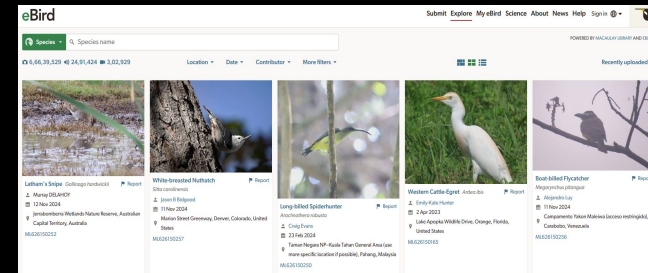 eBird
Submit Explore My eBird Science About News Help Sign in
Species Species name
POWERED BY MACAULAY LIBRARY AND
6,66,39,529 24,91,424 3,02,929 Location Date Contributor More filters Recently uploaded
Latham's Snipe Gallinago hardwickii Report
Murray DELAHOY
12 Nov 2024
Jerrabomberra Wetlands Nature Reserve, Australian
Capital Territory, Australia
ML626150252
White-breasted Nuthatch Report
Sitta carolinensis
Jason B Bidgood
11 Nov 2024
Marion Street Greenway, Denver, Colorado, United
States
ML626150257
Long-billed Spiderhunter Report
Arachnothera robusta
Craig Evans
23 Feb 2024
Taman Negara NP--Kuala Tahan General Area (use
more specific location if possible), Pahang, Malaysia
ML626150250
Western Cattle-Egret Ardea ibis Report
Emily-Kate Hunter
2 Apr 2023
Lake Apopka Wildlife Drive, Orange, Florida,
United States
ML626150165
Boat-billed Flycatcher
Megarynchus pitangua
Alejandro Luy
11 Nov 2024
Campamento Yakon Maleiwa (acceso restringido),
Carabobo, Venezuela
ML626150256